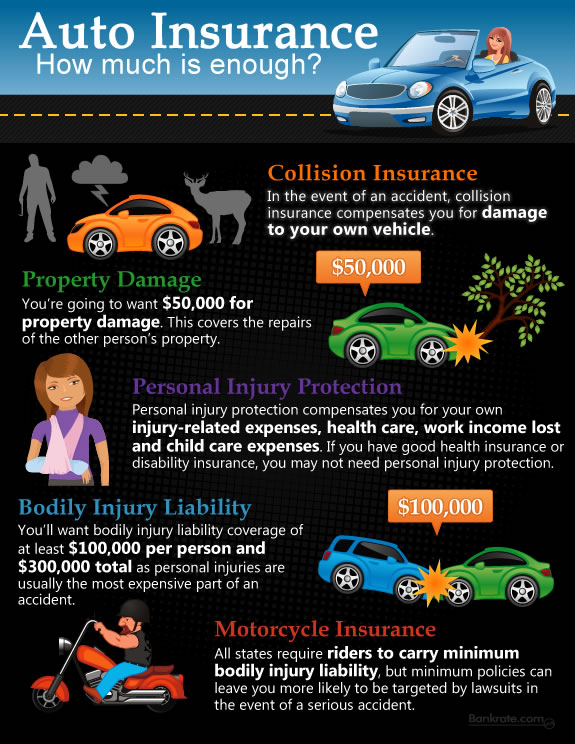 Auto Insurance
How much is enough?
Collision Insurance
In the event of an accident, collision
insurance compensates you for damage
to your own vehicle.
$50,000
Property Damage
You're going to want $50,000 for
property damage. This covers the repairs
of the other person's property.
Personal Injury Protection
Personal injury protection compensates you for your own
injury-related expenses, health care, work income lost
and child care expenses. If you have good health insurance or
disability insurance, you may not need personal injury protection.
Bodily Injury Liability
You'll want bodily injury liability coverage of
at least $100,000 per person and
$300,000 total as personal injuries are
usually the most expensive part of an
accident.
$100,000
Motorcycle Insurance
All states require riders to carry minimum
bodily injury liability, but minimum policies can
leave you more likely to be targeted by lawsuits in
the event of a serious accident.
Bankrate.com